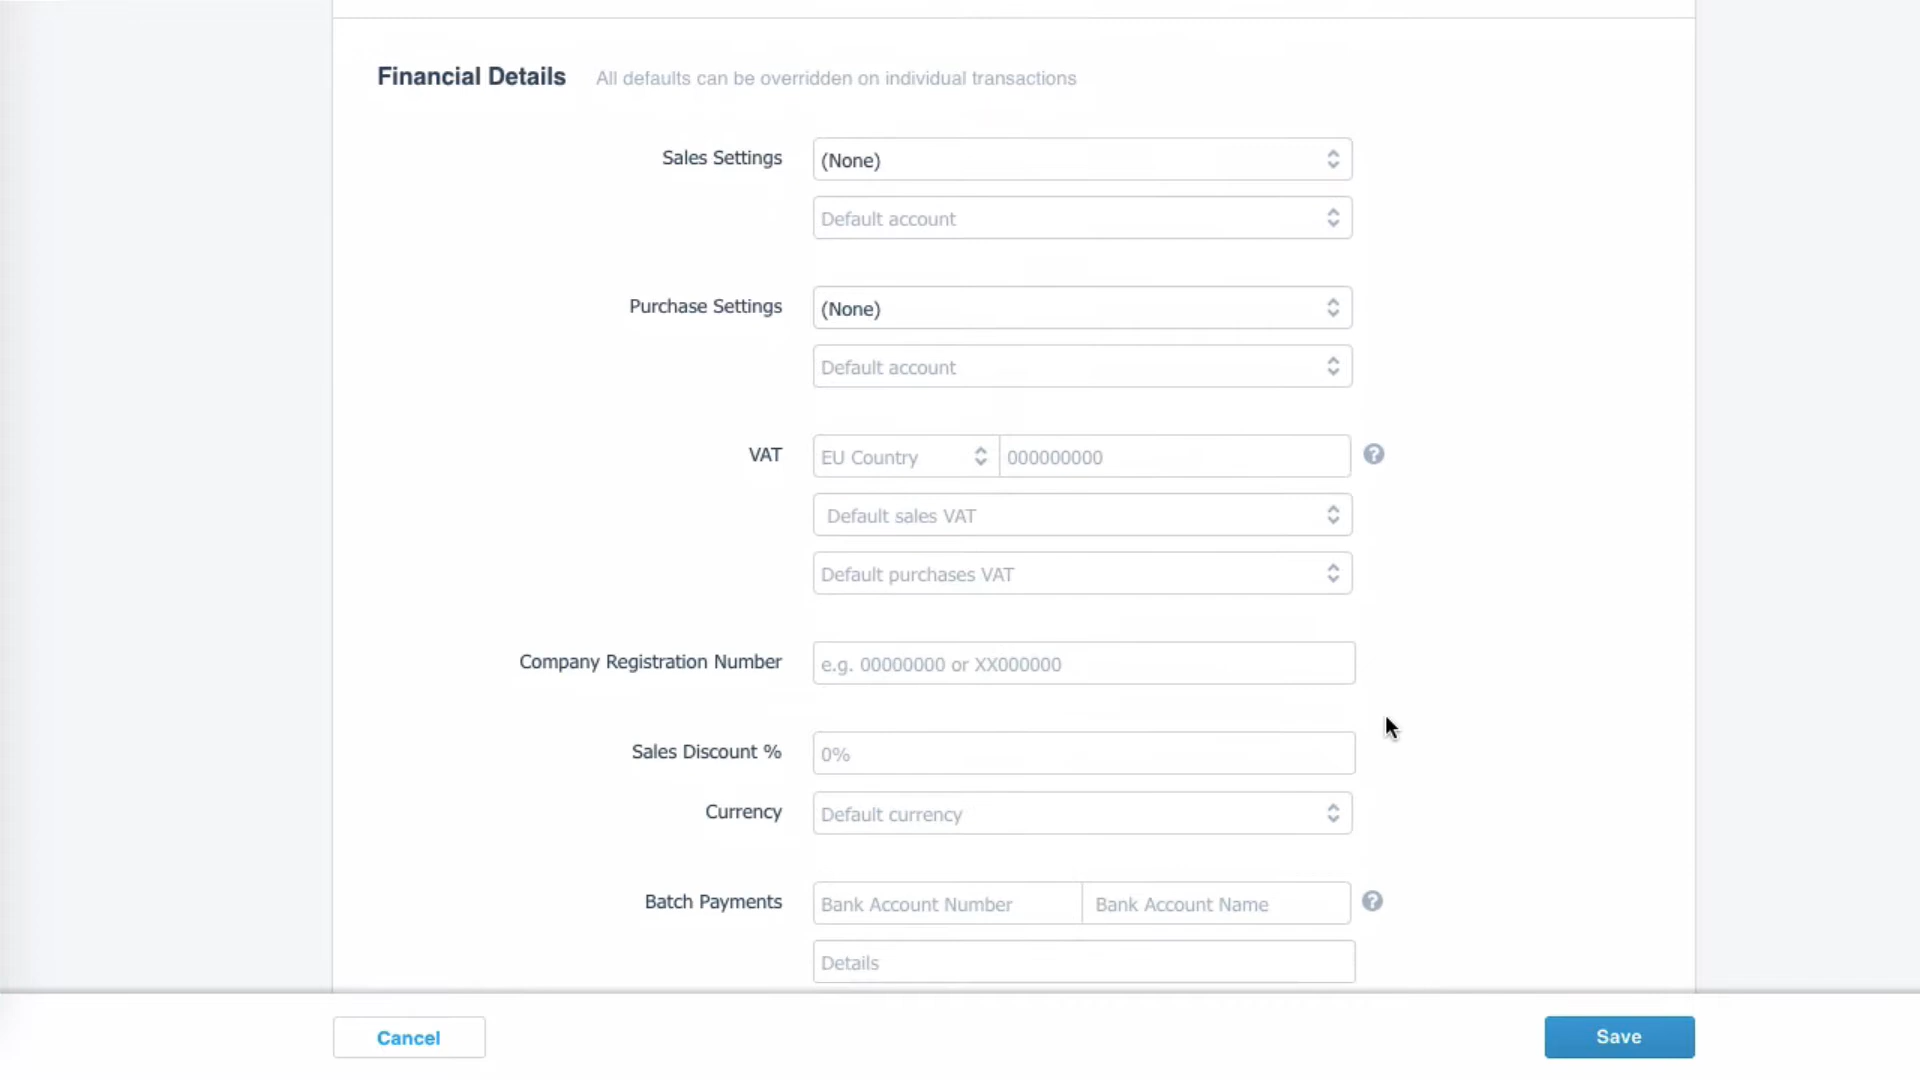 Financial Details All defaults can be overridden on individual transactions
Sales Settings (None)
Default account
Purchase Settings (None)
Default account
VAT EU Country 000000000 ?
Default sales VAT
Default purchases VAT
Company Registration Number e.g. 00000000 or XX000000
Sales Discount % 0%
Currency Default currency
Batch Payments Bank Account Number Bank Account Name ?
Details
Cancel Save